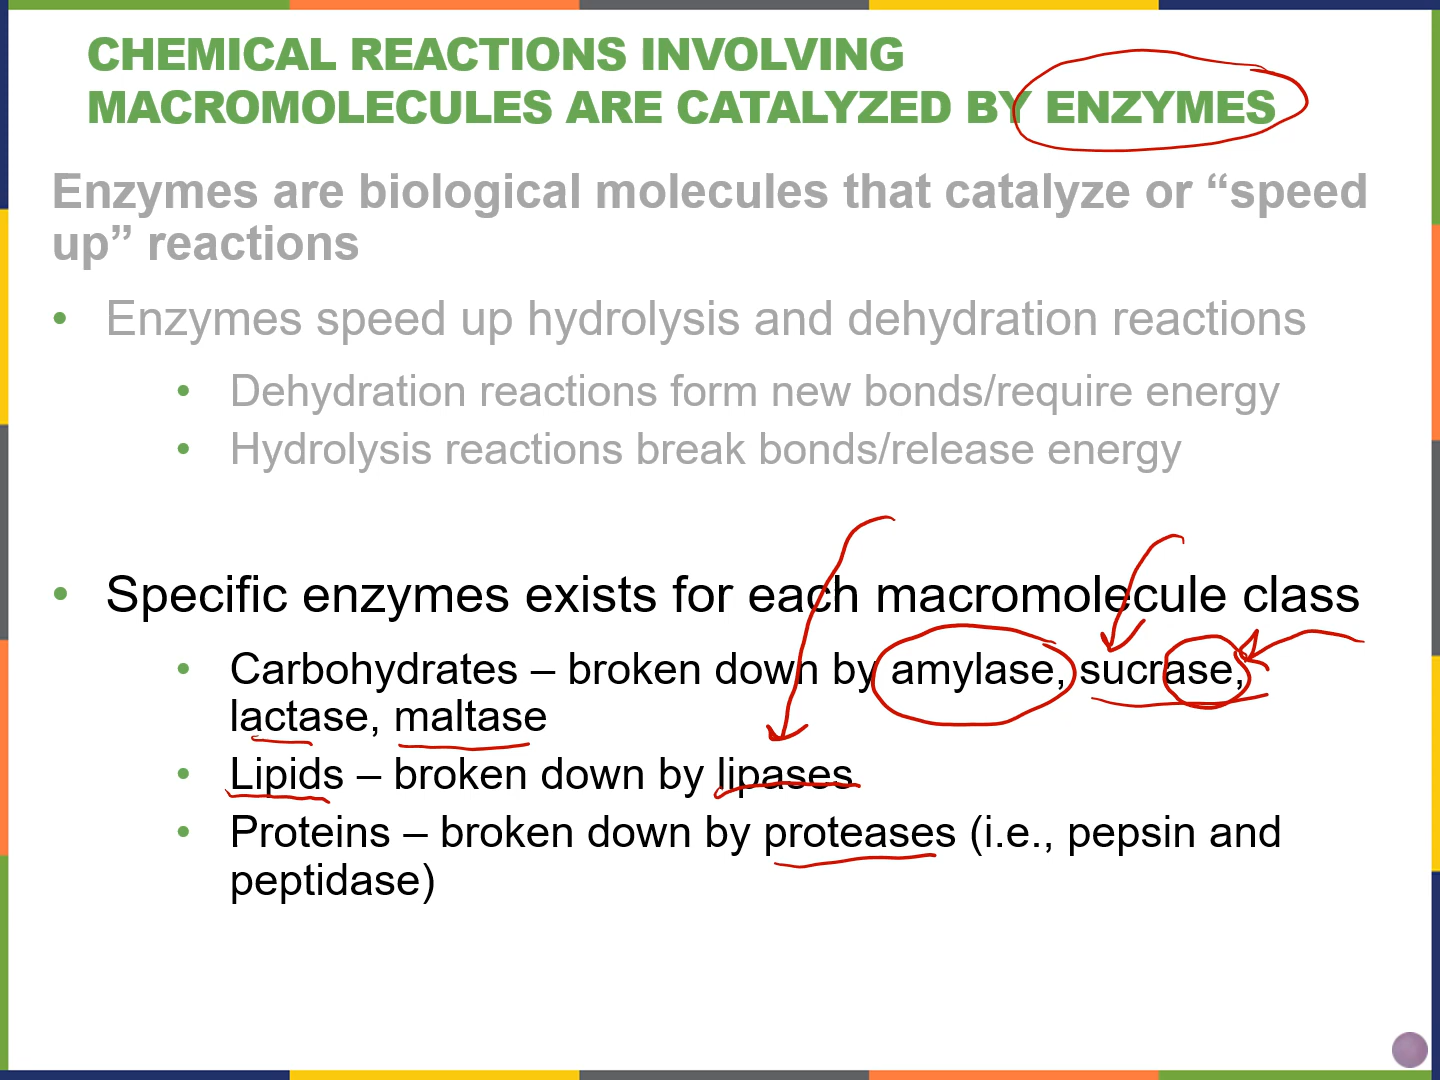 CHEMICAL REACTIONS INVOLVING
MACROMOLECULES ARE CATALYZED BY ENZYMES
Enzymes are biological molecules that catalyze or “speed
up” reactions
• Enzymes speed up hydrolysis and dehydration reactions
• Dehydration reactions form new bonds/require energy
• Hydrolysis reactions break bonds/release energy
• Specific enzymes exists for each macromolecule class
• Carbohydrates – broken down by amylase, sucrase,
lactase, maltase
• Lipids – broken down by lipases
• Proteins – broken down by proteases (i.e., pepsin and
peptidase)